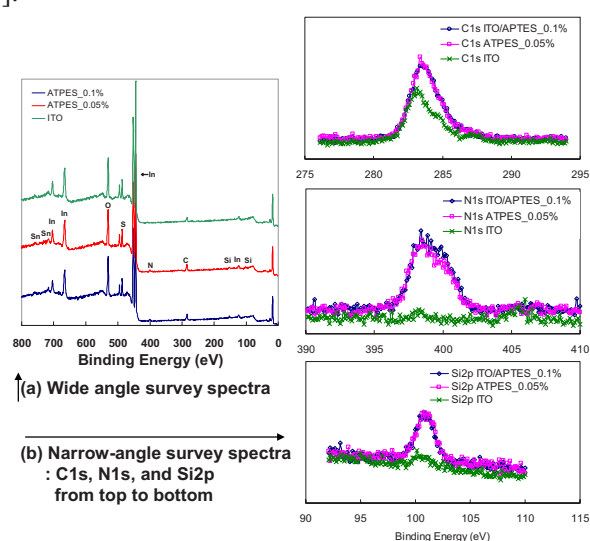 ].
ATPES_0.1%
ATPES_0.05%
ITO
←In
Sn Sn In In O S N C Si In Si
800 700 600 500 400 300 200 100 0
Binding Energy (eV)
(a) Wide angle survey spectra
(b) Narrow-angle survey spectra
: C1s, N1s, and Si2p
from top to bottom
C1s ITO/APTES_0.1%
C1s ATPES_0.05%
C1s ITO
275 280 285 290 295
N1s ITO/APTES_0.1%
N1s ATPES_0.05%
N1s ITO
390 394 398 402 406 410
Si2p ITO/APTES_0.1%
Si2p ATPES_0.05%
Si2p ITO
90 95 100 105 110 115
Binding Energy (eV)